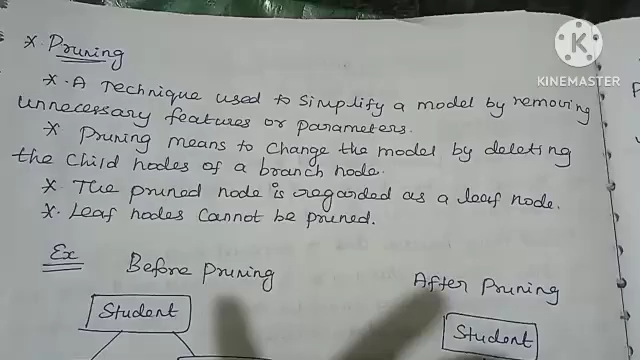 * Pruning
* A Technique used to simplify a model by removing
unnecessary features or parameters.
* Pruning means to change the model by deleting
the child nodes of a branch node.
* The pruned node is regarded as a leaf node.
* Leaf nodes cannot be pruned.
Ex
Before Pruning
After Pruning
Student
Student
KINEMASTER